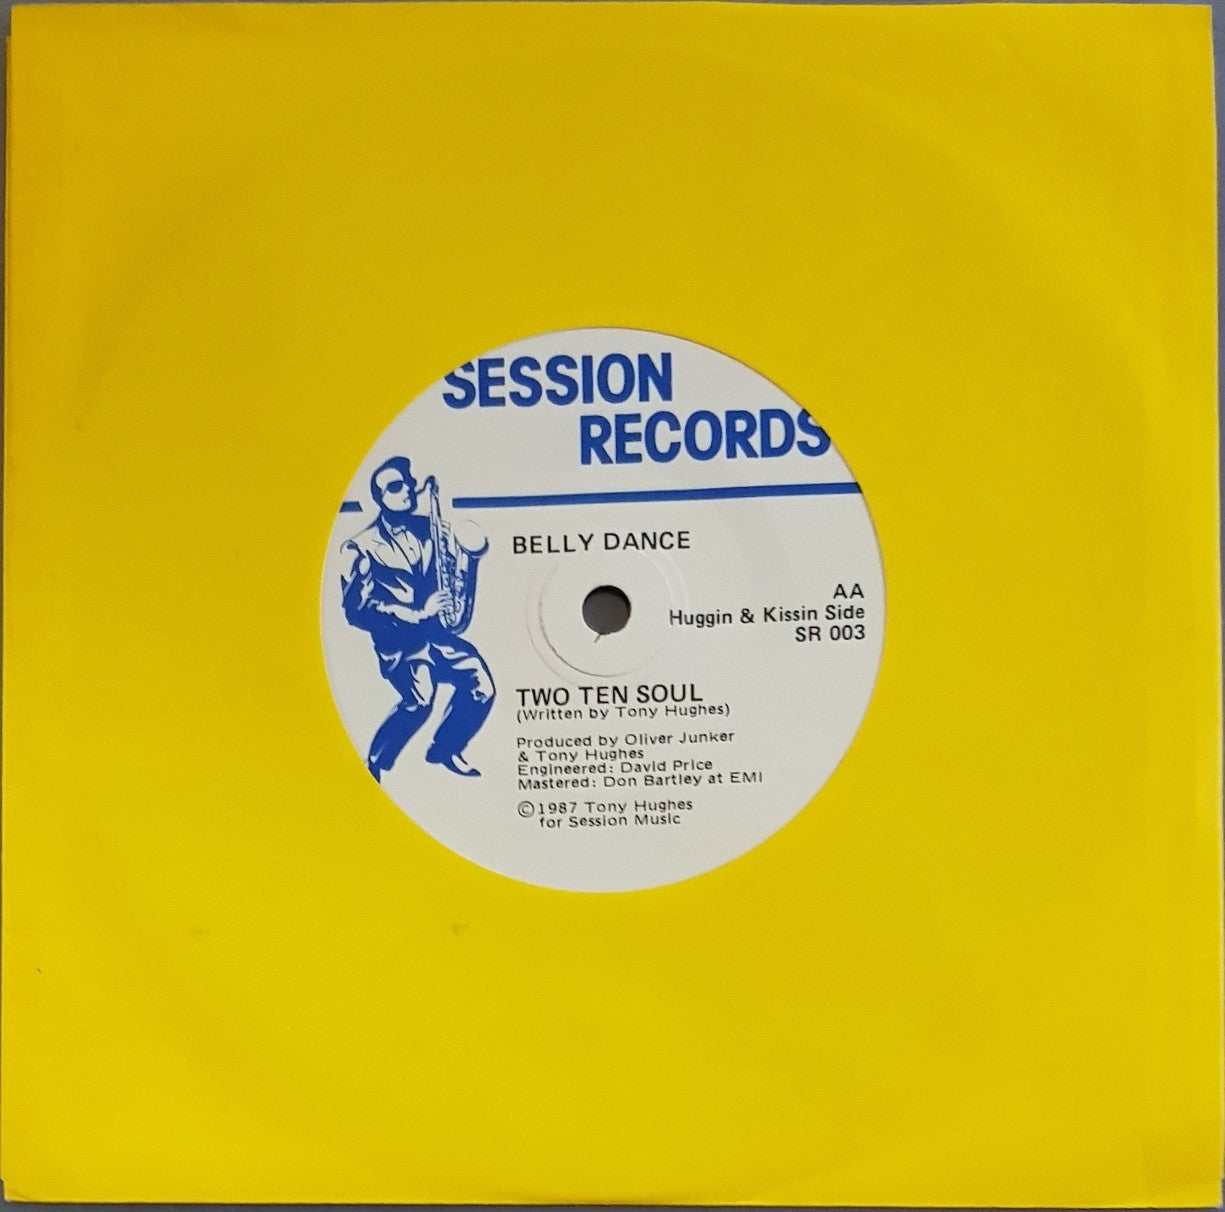 SESSION
RECORDS
BELLY DANCE
AA
Huggin & Kissin Side
SR 003
TWO TEN SOUL
(Written by Tony Hughes)
Produced by Oliver Junker
& Tony Hughes
Engineered: David Price
Mastered: Don Bartley at EMI
©1987 Tony Hughes
for Session Music